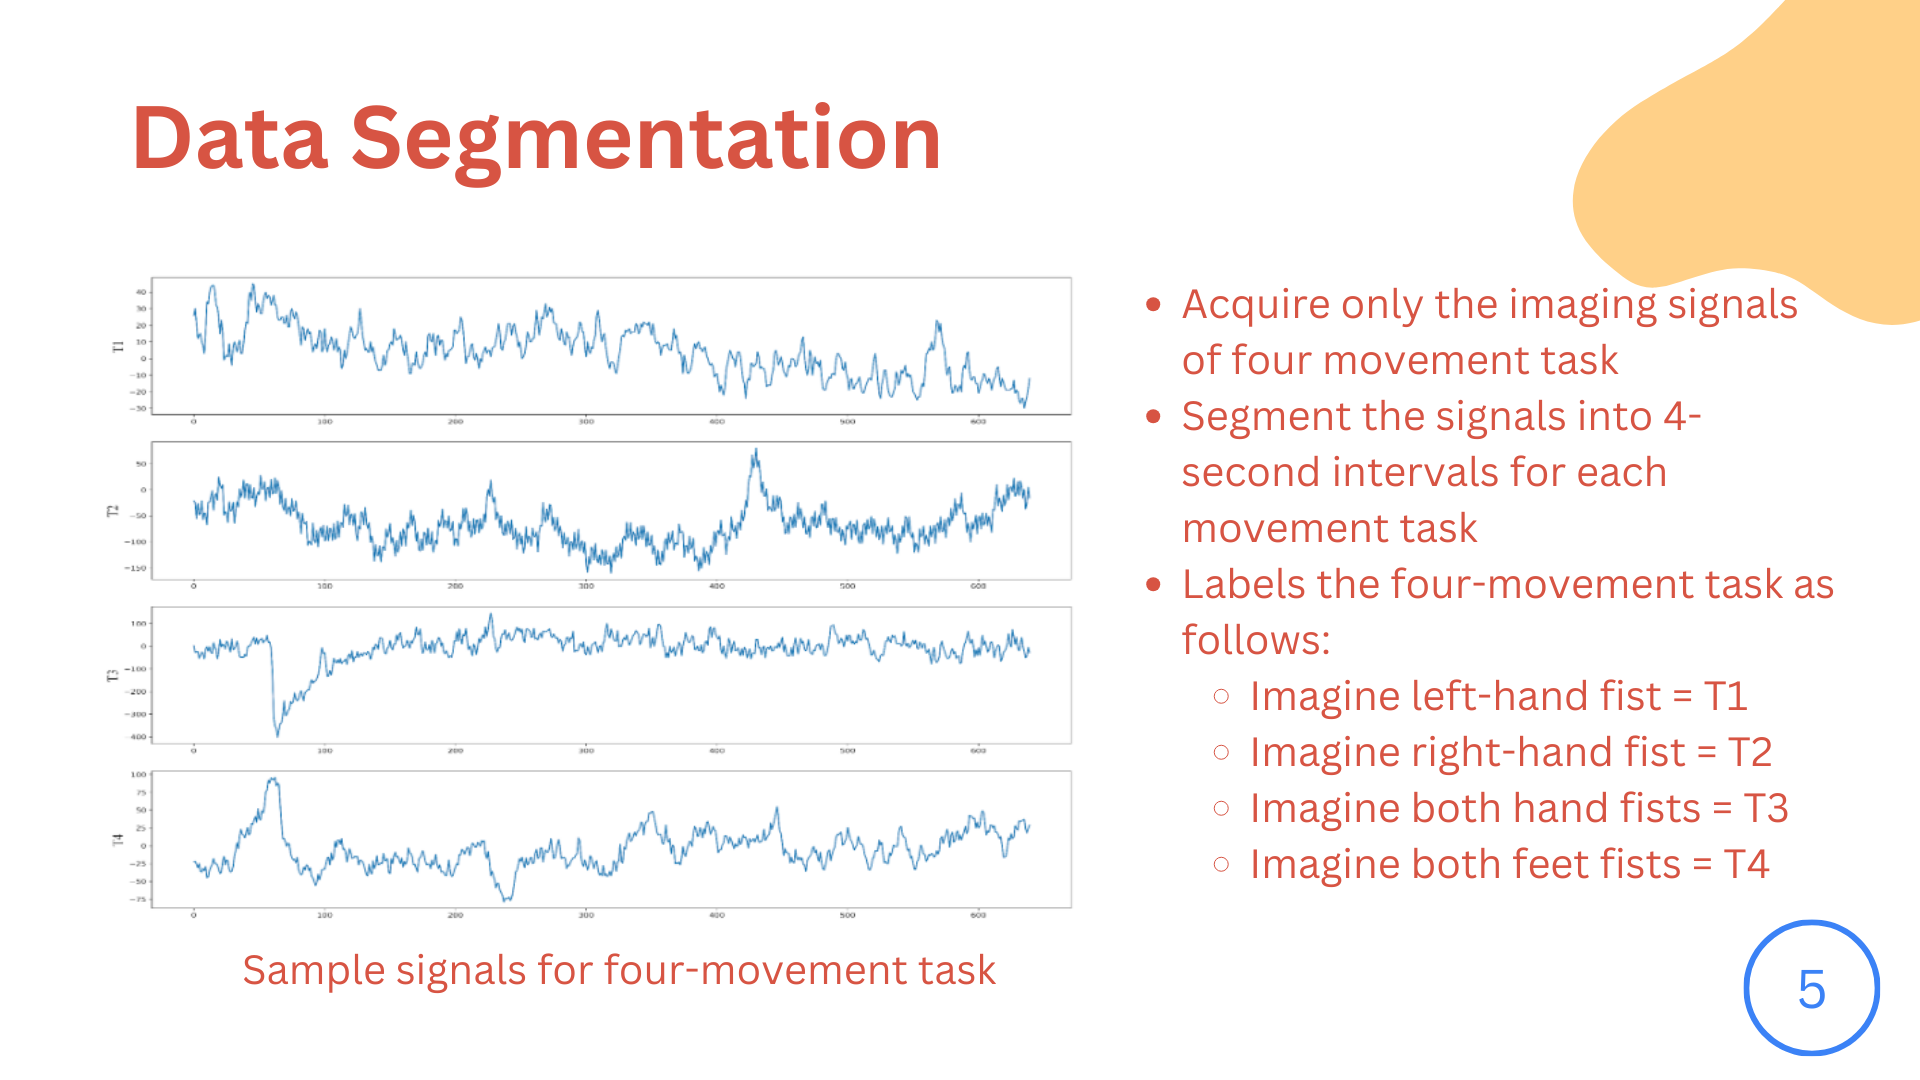 Data Segmentation
T1
40
30
20
10
0
−10
−20
−30
0 100 200 300 400 500 600
T2
50
0
−50
−100
−150
0 100 200 300 400 500 600
T3
100
0
−100
−200
−300
−400
0 100 200 300 400 500 600
T4
100
75
50
25
0
−25
−50
−75
0 100 200 300 400 500 600
Sample signals for four-movement task
• Acquire only the imaging signals
of four movement task
• Segment the signals into 4-
second intervals for each
movement task
• Labels the four-movement task as
follows:
○ Imagine left-hand fist = T1
○ Imagine right-hand fist = T2
○ Imagine both hand fists = T3
○ Imagine both feet fists = T4
5